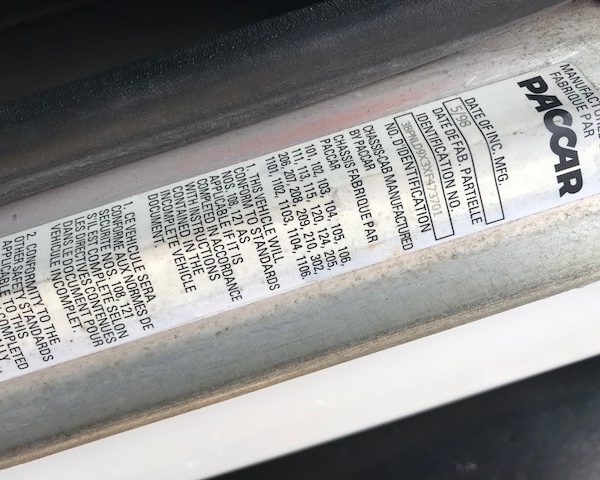 MANUFACTURED
FABRIQUE PAR
PACCAR
DATE OF INC. MFG.
5/98
DATE OF FAB. PARTIELLE
IDENTIFICATION NO.
NO. D'IDENTIFICATION
CHASSIS-CAB MANUFACTURED
BY PACCAR
CHASSIS FABRIQUE PAR
PACCAR
101, 102, 103, 104, 105, 106,
111, 113, 115, 120, 124, 205,
206, 207, 208, 209, 210, 302,
1101, 1102, 1103, 1104, 1106.
THIS VEHICLE WILL
CONFORM TO STANDARDS
NOS. 108, 121 AS
APPLICABLE IF IT IS
COMPLETED IN ACCORDANCE
WITH INSTRUCTIONS
CONTAINED IN THE
INCOMPLETE VEHICLE
DOCUMENT.
1. CE VEHICULE SERA
CONFORME AUX NORMES DE
SECURITE NOS. 108, 121
S'IL EST COMPLETE SELON
LES DIRECTIVES CONTENUES
DANS LE DOCUMENT POUR
VEHICULE INCOMPLET.
2. CONFORMITY TO THE
OTHER SAFETY STANDARDS
APPLICABLE TO THIS
COMPLETED